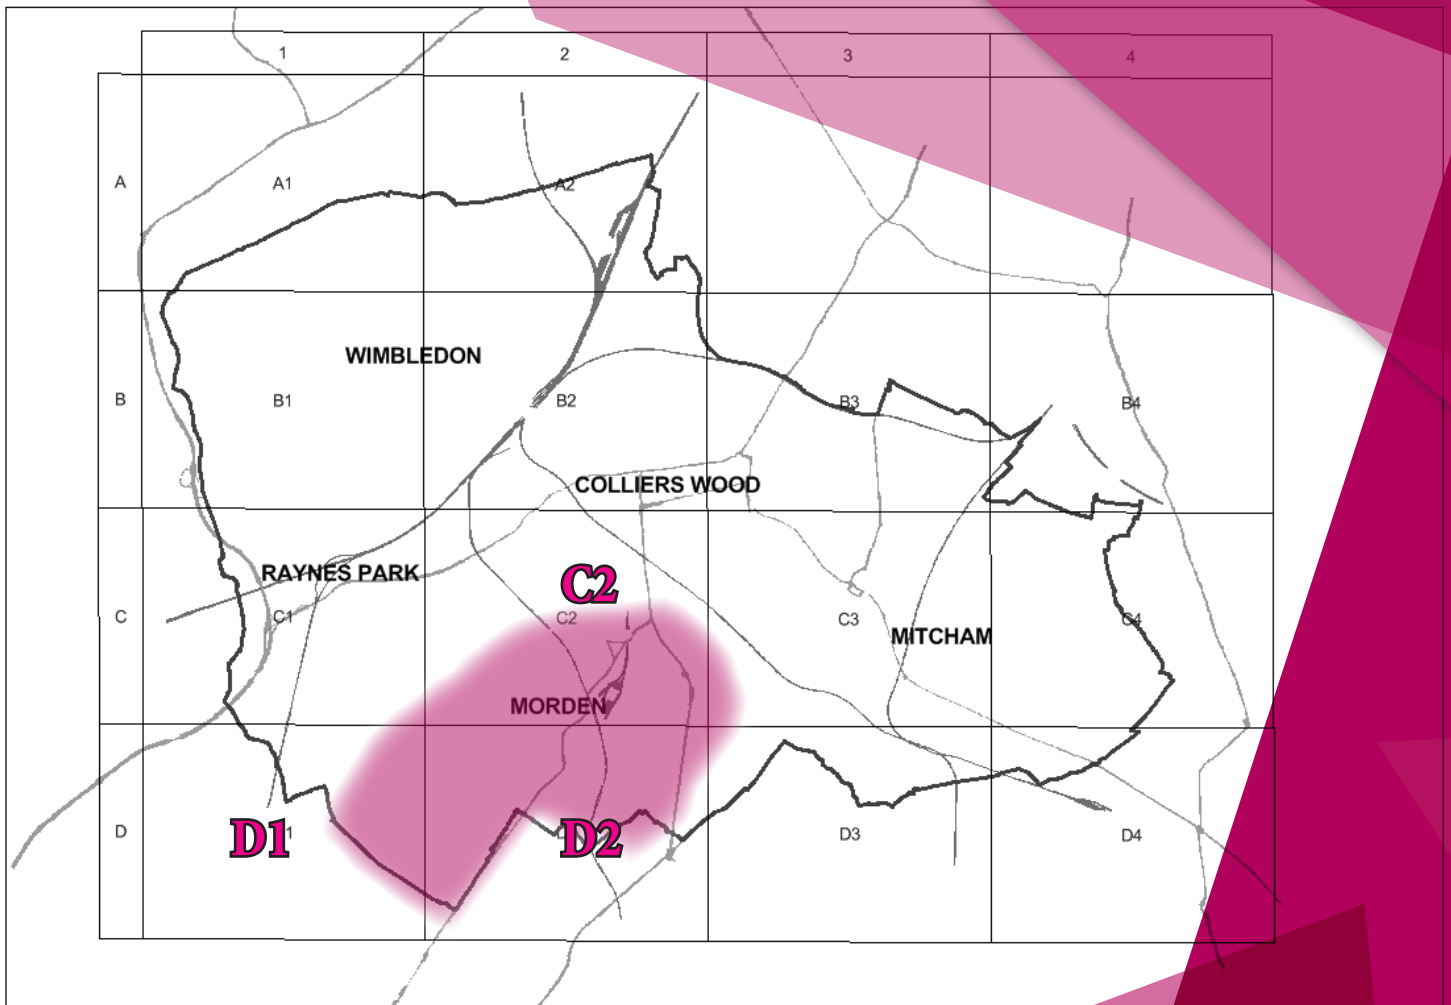 1 2 3 4
A A1 A2
WIMBLEDON
B B1 B2 B3 B4
COLLIERS WOOD
RAYNES PARK
C2
C C1 C2 C3 C4
MITCHAM
MORDEN
D D1 D2 D3 D4